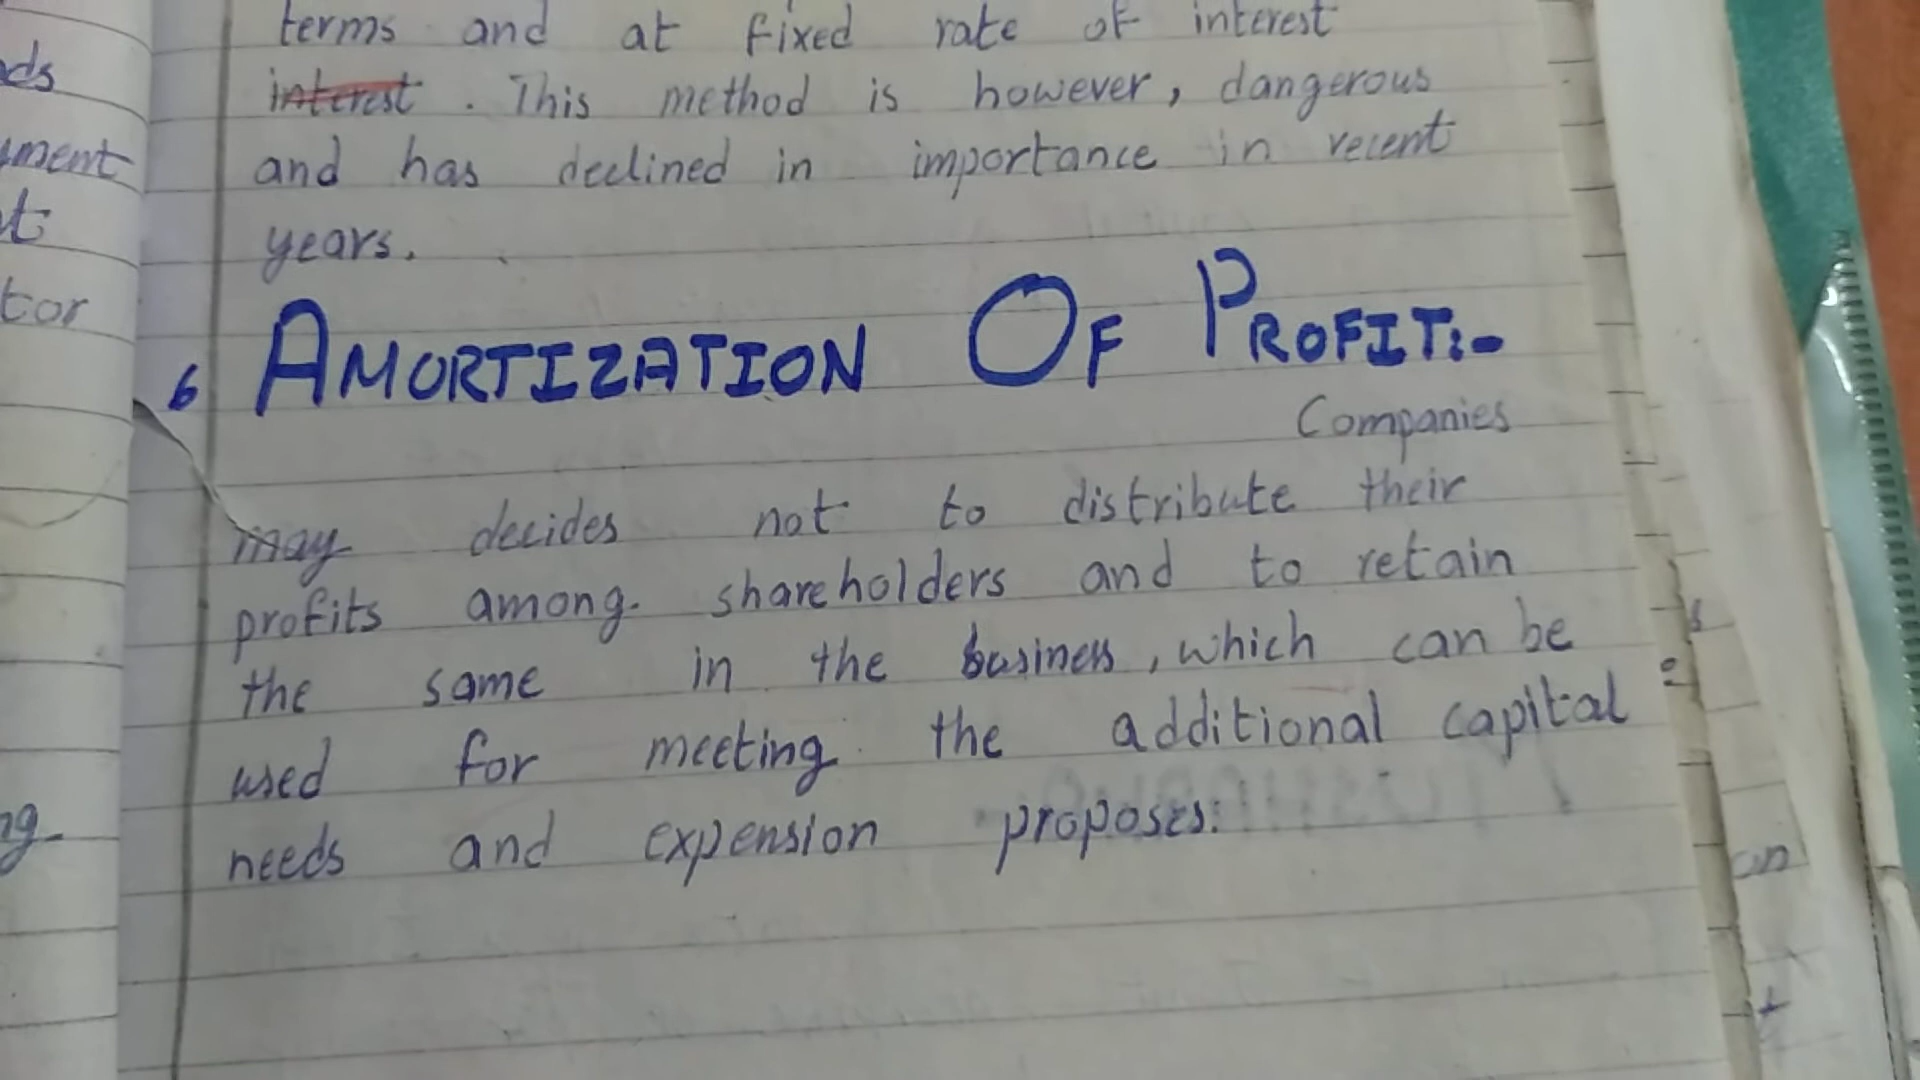 terms and at fixed rate of interest
interest. This method is however, dangerous
and has declined in importance in recent
years.
6 AMORTIZATION OF PROFIT:-
Companies
may decides not to distribute their
profits among shareholders and to retain
the same in the business, which can be
used for meeting the additional capital
needs and expension proposes.